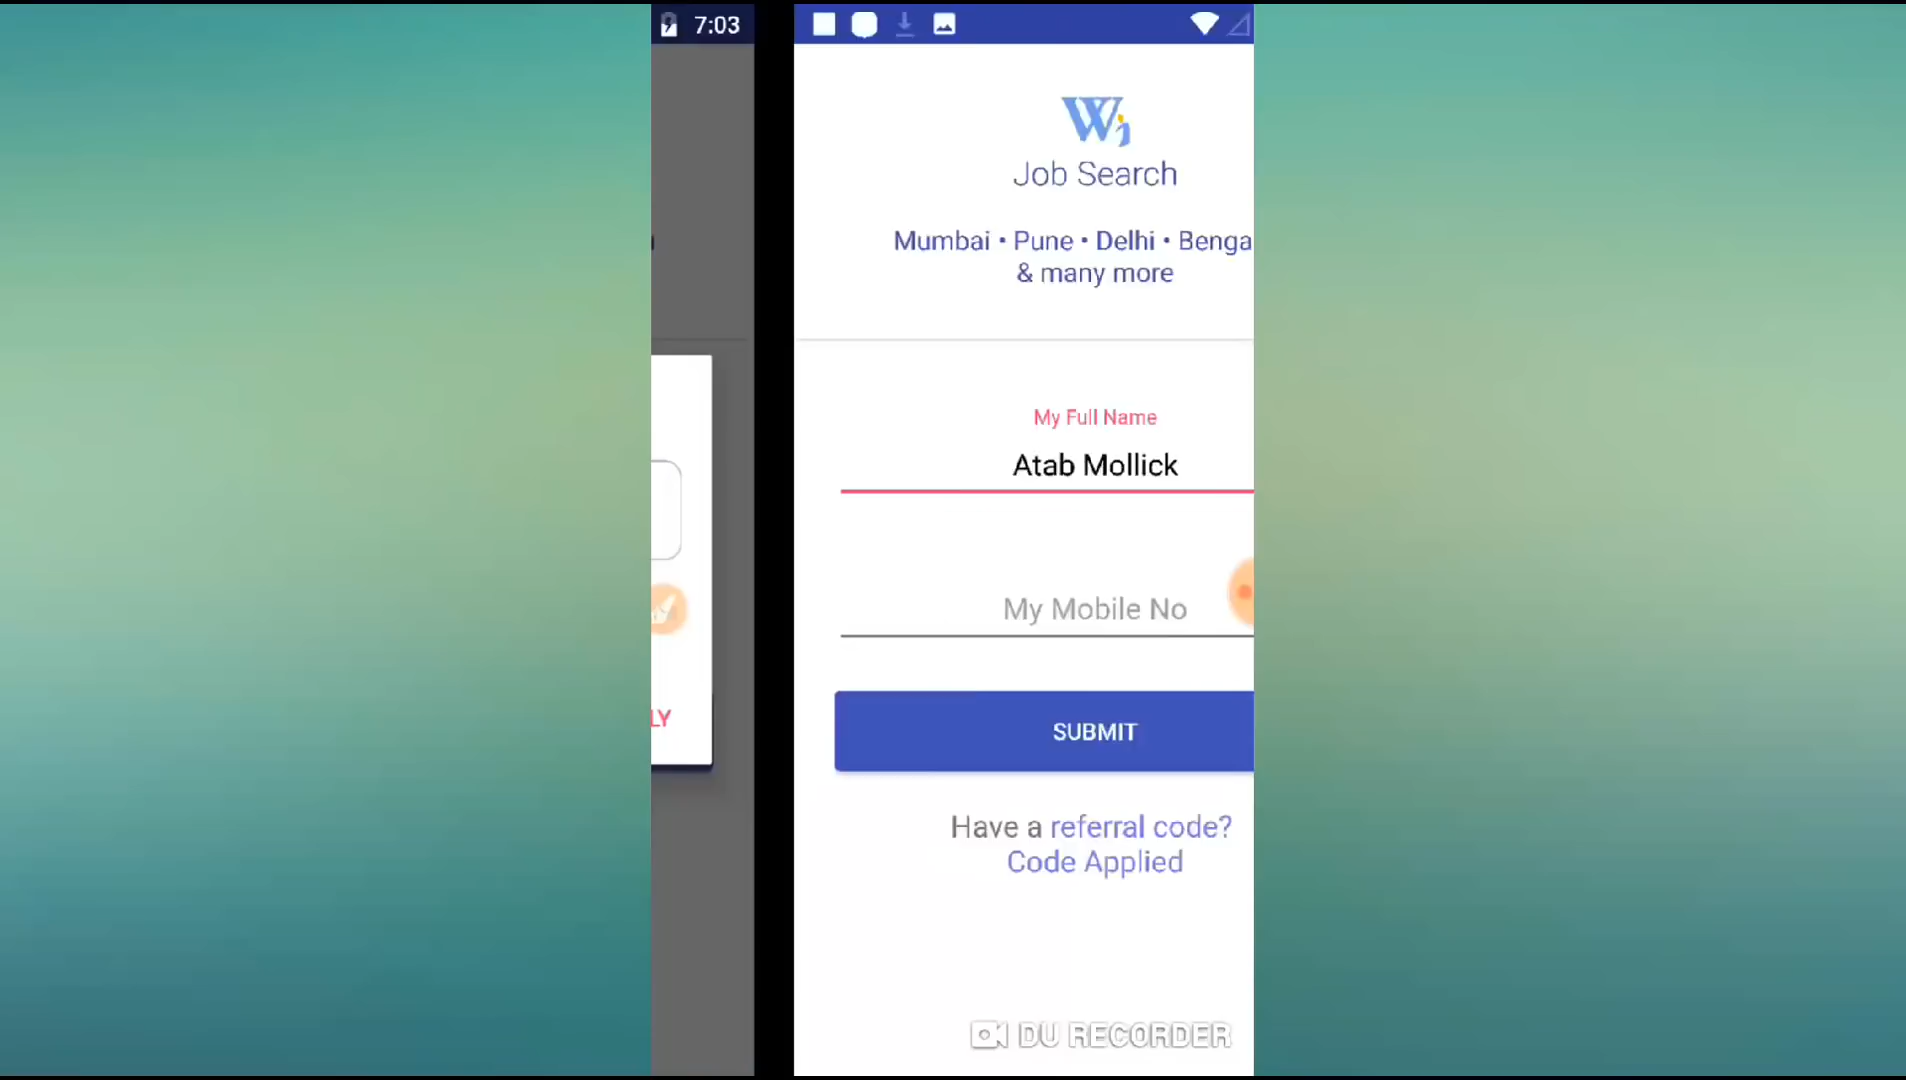 7:03
LY
W
Job Search
Mumbai • Pune • Delhi • Benga
& many more
My Full Name
Atab Mollick
My Mobile No
SUBMIT
Have a referral code?
Code Applied
DU RECORDER